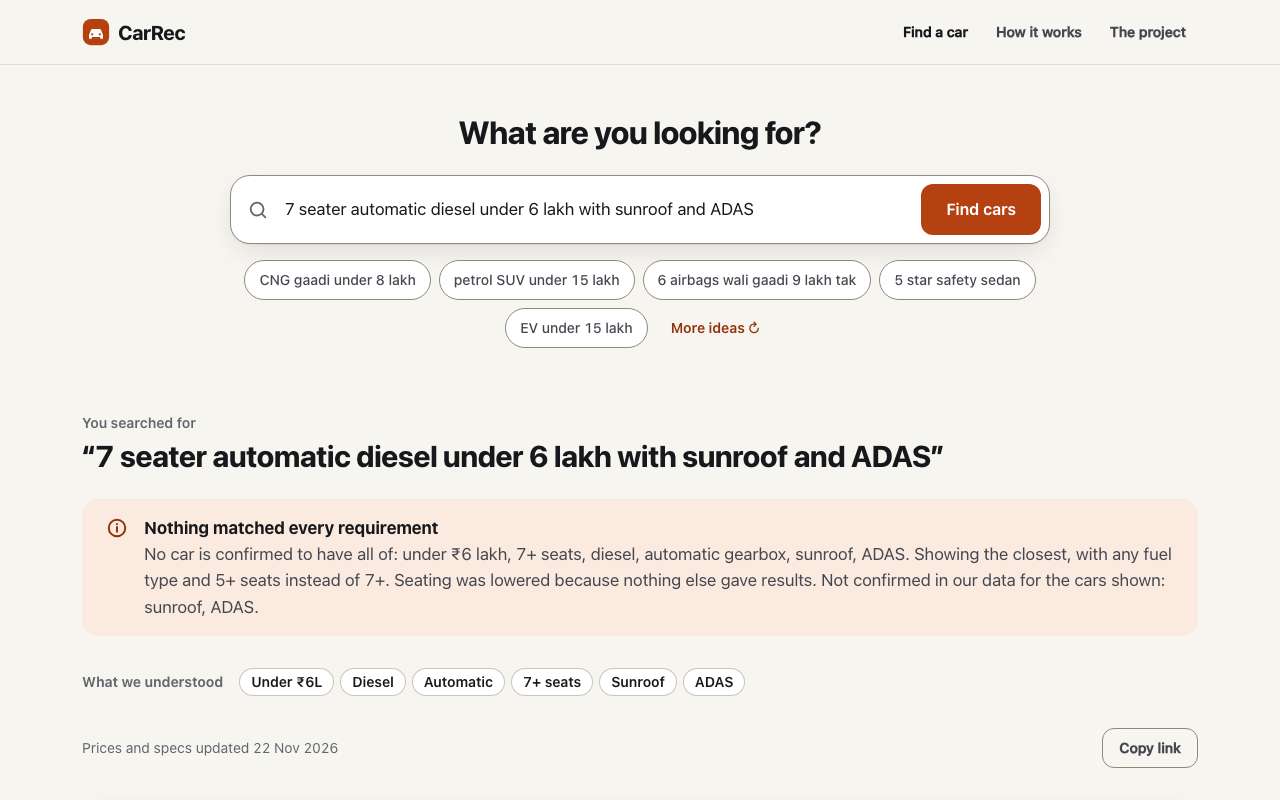 CarRec
Find a car
How it works
The project
What are you looking for?
7 seater automatic diesel under 6 lakh with sunroof and ADAS
Find cars
CNG gaadi under 8 lakh
petrol SUV under 15 lakh
6 airbags wali gaadi 9 lakh tak
5 star safety sedan
EV under 15 lakh
More ideas ↻
You searched for
“7 seater automatic diesel under 6 lakh with sunroof and ADAS”
Nothing matched every requirement
No car is confirmed to have all of: under ₹6 lakh, 7+ seats, diesel, automatic gearbox, sunroof, ADAS. Showing the closest, with any fuel
type and 5+ seats instead of 7+. Seating was lowered because nothing else gave results. Not confirmed in our data for the cars shown:
sunroof, ADAS.
What we understood
Under ₹6L
Diesel
Automatic
7+ seats
Sunroof
ADAS
Prices and specs updated 22 Nov 2026
Copy link